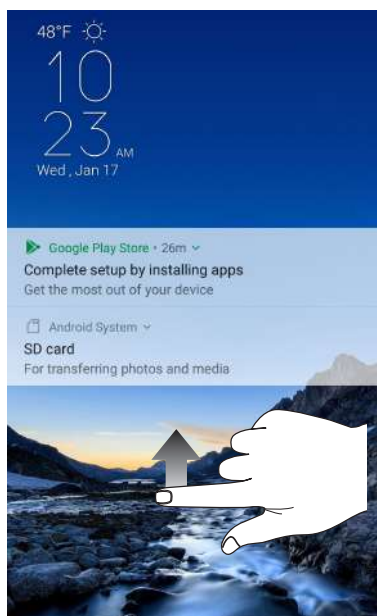 48°F
10
23 AM
Wed , Jan 17
Google Play Store • 26m
Complete setup by installing apps
Get the most out of your device
Android System
SD card
For transferring photos and media